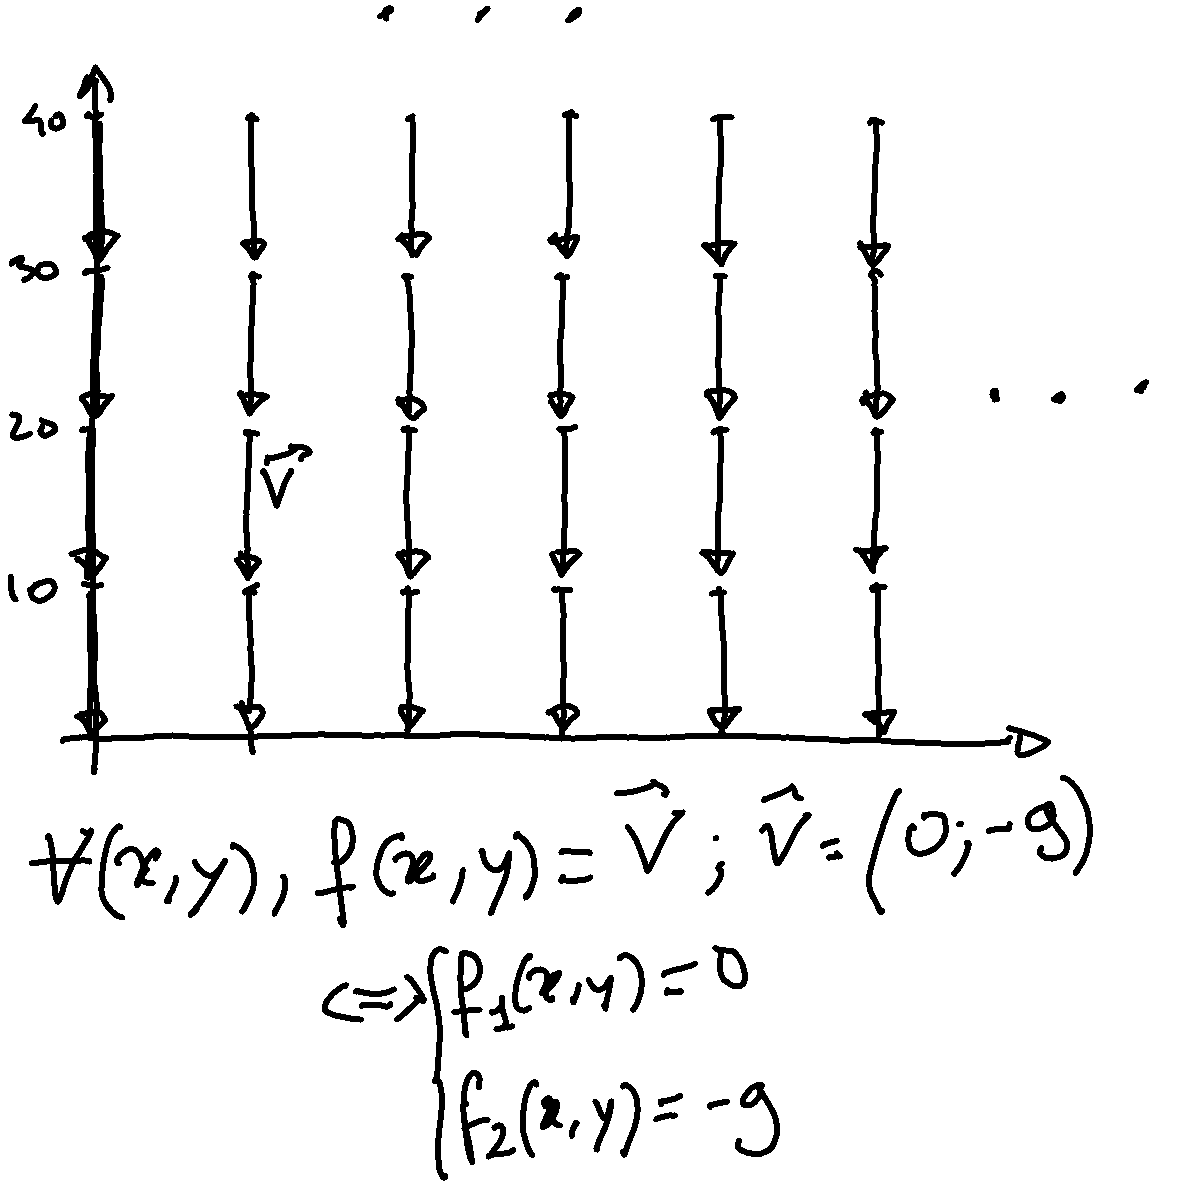 . . .
40
30
20
. . .
V⃗
10
∀(x,y), f(x,y) = V⃗ ; V⃗ = (0;-g)
<=> { f₁(x,y) = 0
f₂(x,y) = -g